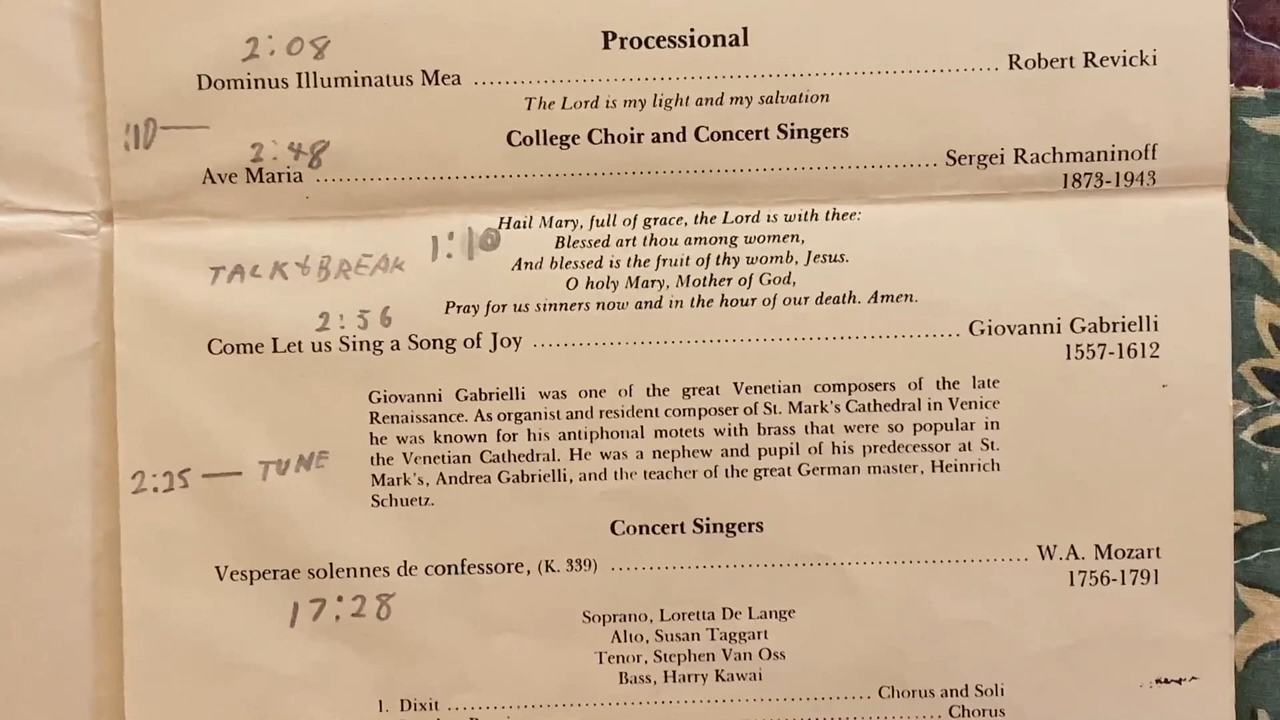 Processional
2:08
Dominus Illuminatus Mea ........................................................................ Robert Revicki
The Lord is my light and my salvation
:10—
College Choir and Concert Singers
2:48
Ave Maria ........................................................................ Sergei Rachmaninoff
1873-1943
Hail Mary, full of grace, the Lord is with thee:
Blessed art thou among women,
TALK & BREAK 1:10
And blessed is the fruit of thy womb, Jesus.
O holy Mary, Mother of God,
Pray for us sinners now and in the hour of our death. Amen.
2:56
Come Let us Sing a Song of Joy ........................................................ Giovanni Gabrielli
1557-1612
Giovanni Gabrielli was one of the great Venetian composers of the late
Renaissance. As organist and resident composer of St. Mark's Cathedral in Venice
he was known for his antiphonal motets with brass that were so popular in
the Venetian Cathedral. He was a nephew and pupil of his predecessor at St.
Mark's, Andrea Gabrielli, and the teacher of the great German master, Heinrich
Schuetz.
— TUNE
Concert Singers
Vesperae solennes de confessore, (K. 339) ........................................................ W.A. Mozart
1756-1791
17:28
Soprano, Loretta De Lange
Alto, Susan Taggart
Tenor, Stephen Van Oss
Bass, Harry Kawai
1. Dixit ........................................................ Chorus and Soli
Chorus